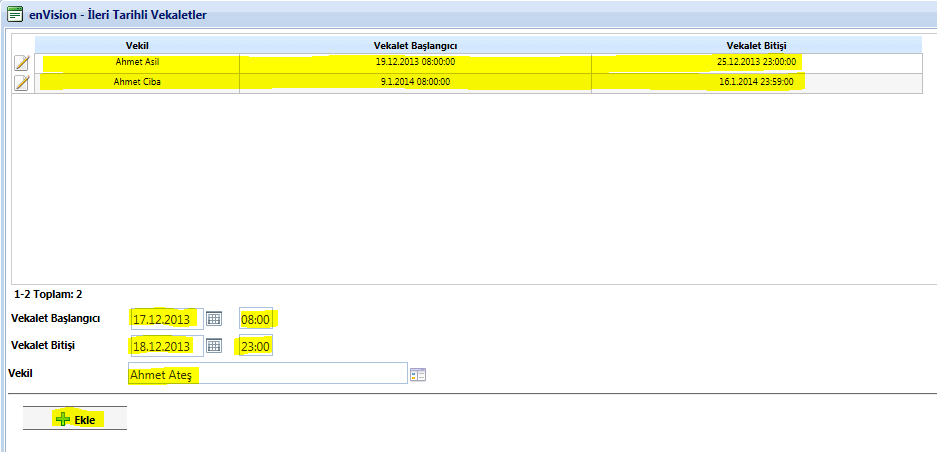 enVision - İleri Tarihli Vekaletler
Vekil Vekalet Başlangıcı Vekalet Bitişi
Ahmet Asil 19.12.2013 08:00:00 25.12.2013 23:00:00
Ahmet Ciba 9.1.2014 08:00:00 16.1.2014 23:59:00
1-2 Toplam: 2
Vekalet Başlangıcı 17.12.2013 08:00
Vekalet Bitişi 18.12.2013 23:00
Vekil Ahmet Ateş
Ekle